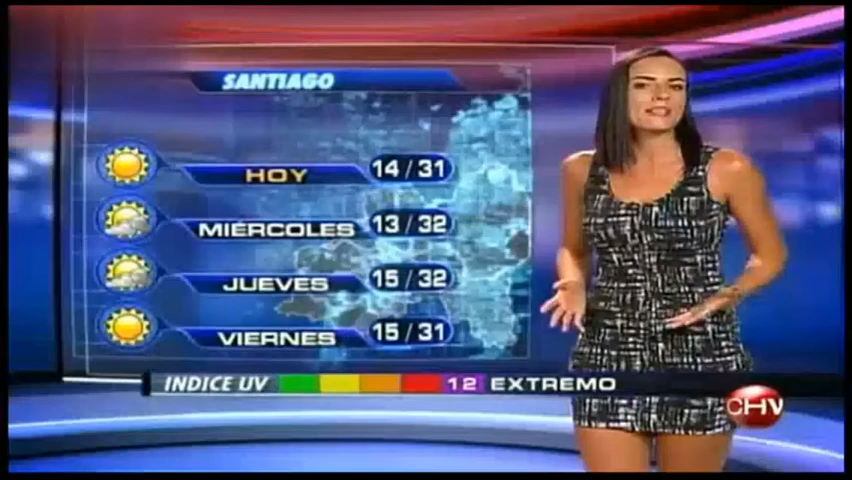 SANTIAGO
HOY 14/31
MIÉRCOLES 13/32
JUEVES 15/32
VIERNES 15/31
INDICE UV 12 EXTREMO
CHV